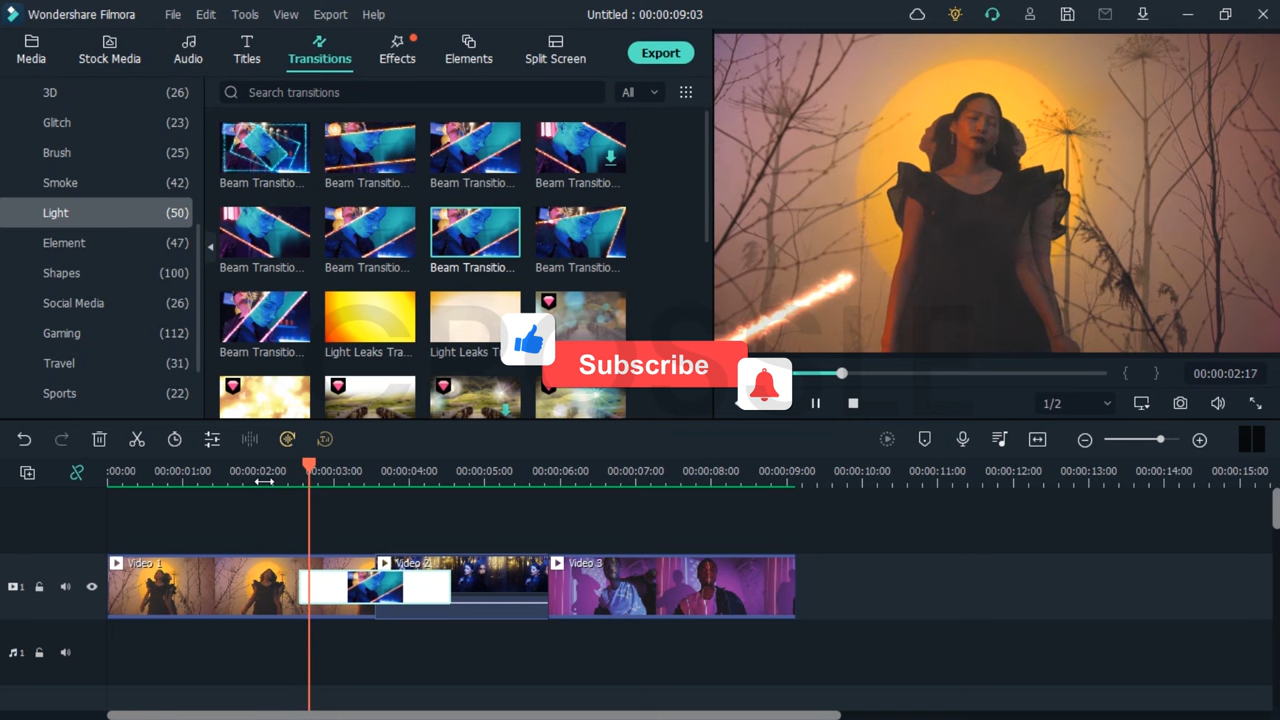 Wondershare Filmora File Edit Tools View Export Help Untitled : 00:00:09:03
Media Stock Media Audio Titles Transitions Effects Elements Split Screen Export
3D (26)
Glitch (23)
Brush (25)
Smoke (42)
Light (50)
Element (47)
Shapes (100)
Social Media (26)
Gaming (112)
Travel (31)
Sports (22)
Search transitions All
Beam Transitio... Beam Transitio... Beam Transitio... Beam Transitio...
Beam Transitio... Beam Transitio... Beam Transitio... Beam Transitio...
Beam Transitio... Light Leaks Tra... Light Leaks T
Subscribe
00:00:02:17
1/2
:00:00 00:00:01:00 00:00:02:00 00:00:03:00 00:00:04:00 00:00:05:00 00:00:06:00 00:00:07:00 00:00:08:00 00:00:09:00 00:00:10:00 00:00:11:00 00:00:12:00 00:00:13:00 00:00:14:00 00:00:15:00
Video 1 Video 2 Video 3
1
1